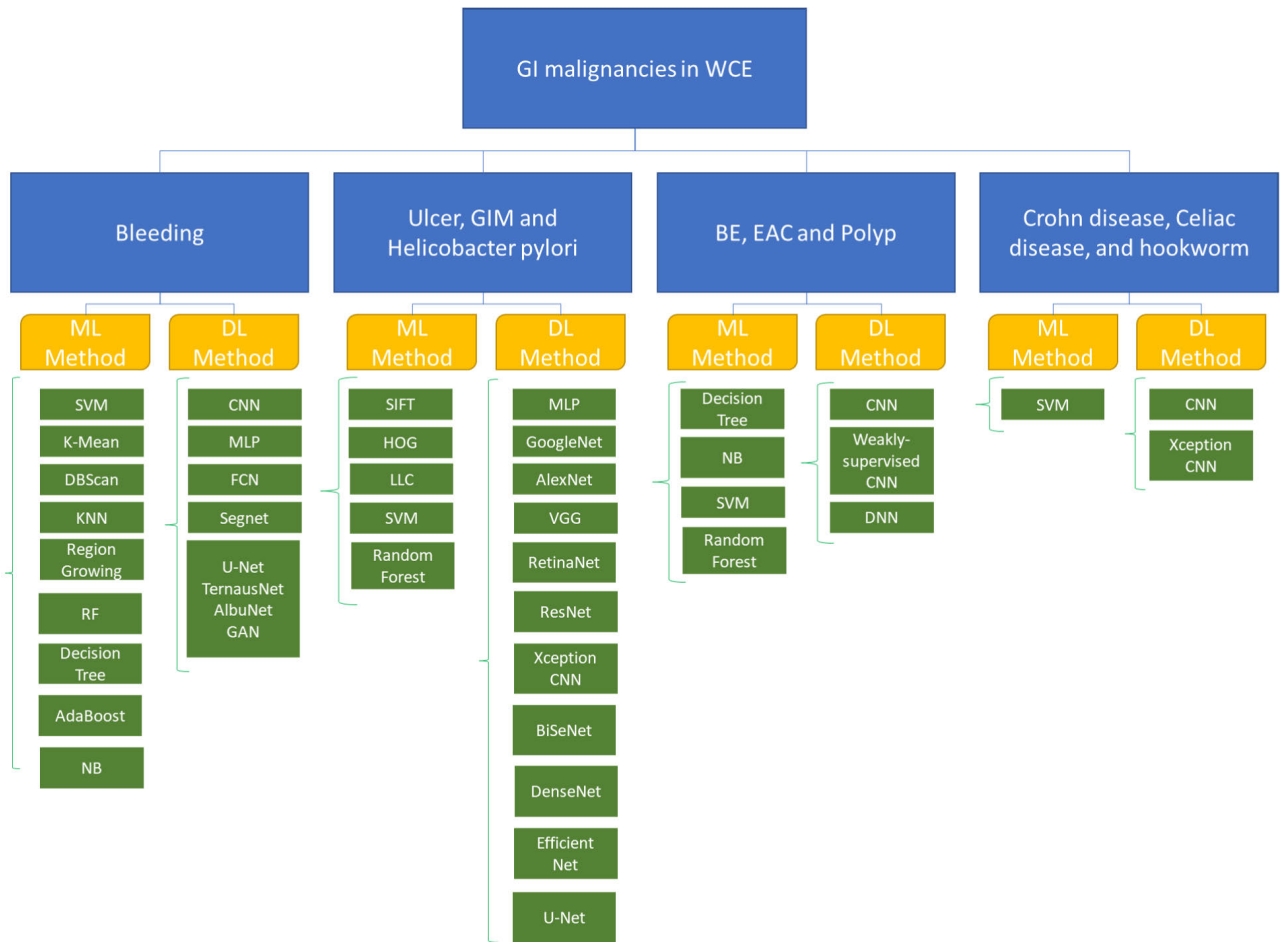 GI malignancies in WCE
Bleeding
Ulcer, GIM and
Helicobacter pylori
BE, EAC and Polyp
Crohn disease, Celiac
disease, and hookworm
ML
Method
DL
Method
ML
Method
DL
Method
ML
Method
DL
Method
ML
Method
DL
Method
SVM
K-Mean
DBScan
KNN
Region
Growing
RF
Decision
Tree
AdaBoost
NB
CNN
MLP
FCN
Segnet
U-Net
TernausNet
AlbuNet
GAN
SIFT
HOG
LLC
SVM
Random
Forest
MLP
GoogleNet
AlexNet
VGG
RetinaNet
ResNet
Xception
CNN
BiSeNet
DenseNet
Efficient
Net
U-Net
Decision
Tree
NB
SVM
Random
Forest
CNN
Weakly-
supervised
CNN
DNN
SVM
CNN
Xception
CNN